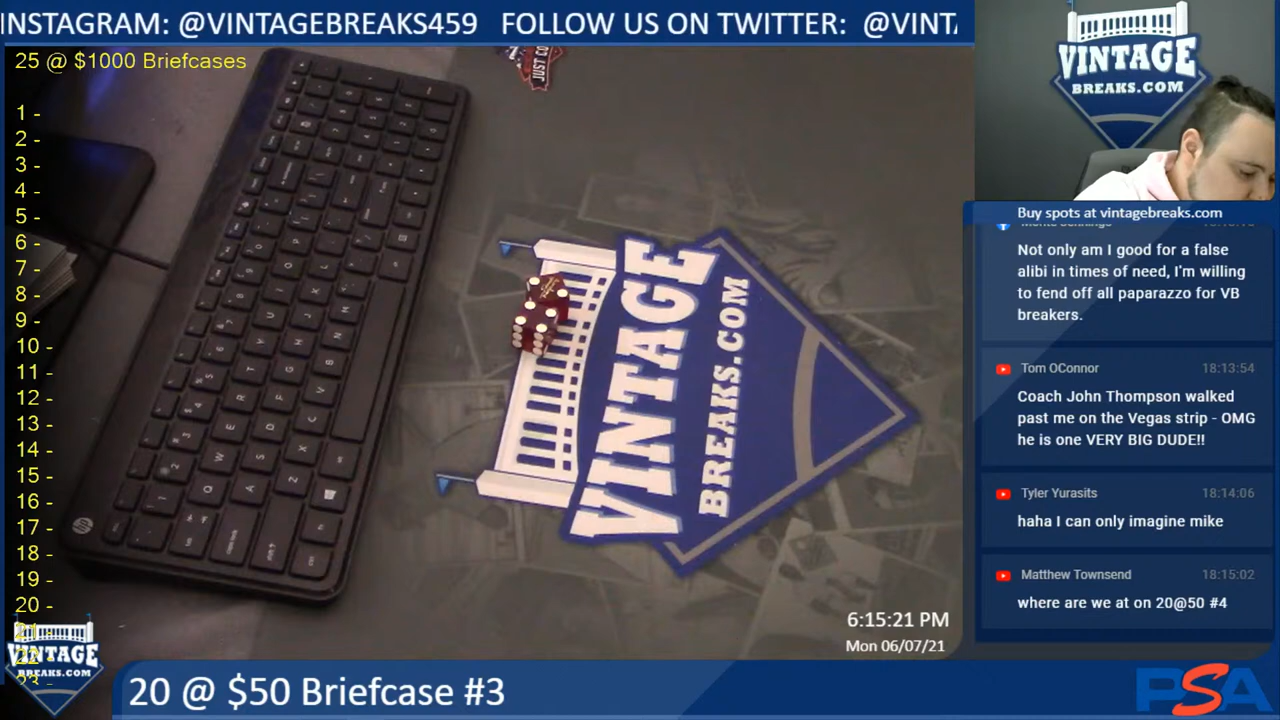 INSTAGRAM: @VINTAGEBREAKS459 FOLLOW US ON TWITTER: @VINT
25 @ $1000 Briefcases
1 -
2 -
3 -
4 -
5 -
6 -
7 -
8 -
9 -
10 -
11 -
12 -
13 -
14 -
15 -
16 -
17 -
18 -
19 -
20 -
21 -
22 -
23 -
JUST CO
VINTAGE
BREAKS.COM
VINTAGE
BREAKS.COM
Buy spots at vintagebreaks.com
Not only am I good for a false
alibi in times of need, I'm willing
to fend off all paparazzo for VB
breakers.
Tom OConnor 18:13:54
Coach John Thompson walked
past me on the Vegas strip - OMG
he is one VERY BIG DUDE!!
Tyler Yurasits 18:14:06
haha I can only imagine mike
Matthew Townsend 18:15:02
where are we at on 20@50 #4
6:15:21 PM
Mon 06/07/21
VINTAGE
BREAKS.COM
20 @ $50 Briefcase #3
PSA